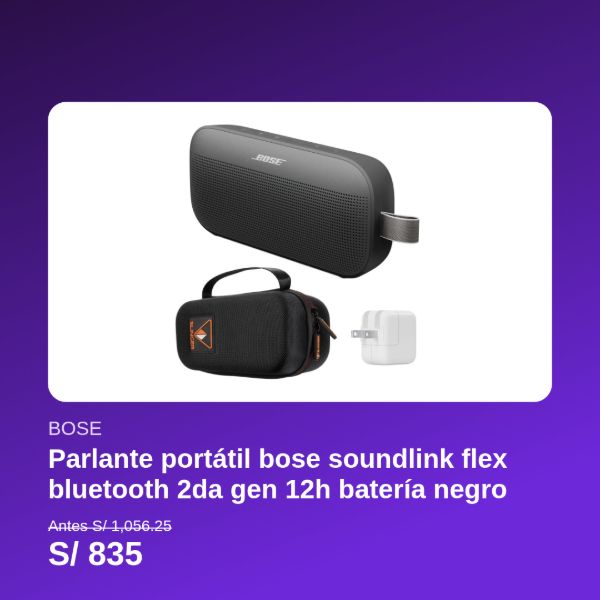 BOSE
BOSE
Parlante portátil bose soundlink flex
bluetooth 2da gen 12h batería negro
Antes S/ 1,056.25
S/ 835